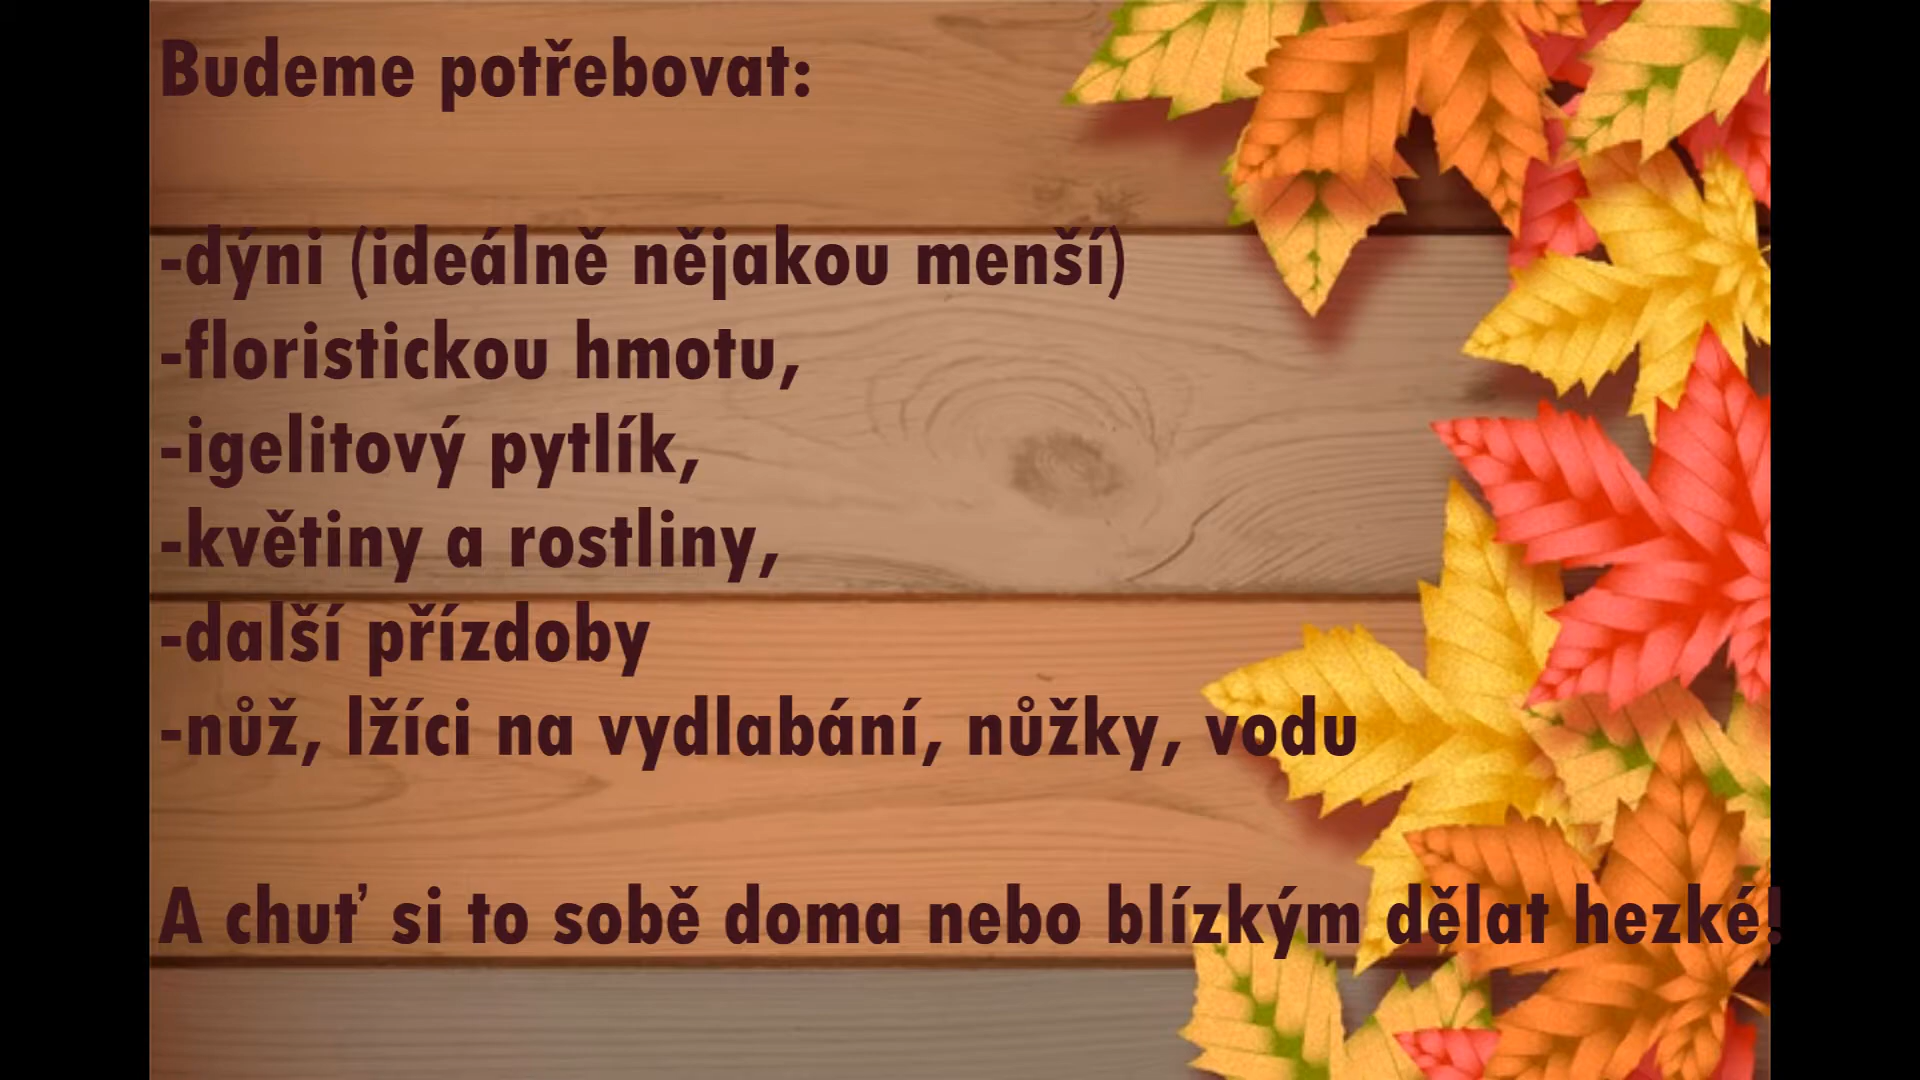 Budeme potřebovat:
-dýni (ideálně nějakou menší)
-floristickou hmotu,
-igelitový pytlík,
-květiny a rostliny,
-další přízdoby
-nůž, lžíci na vydlabání, nůžky, vodu
A chuť si to sobě doma nebo blízkým dělat hezké!